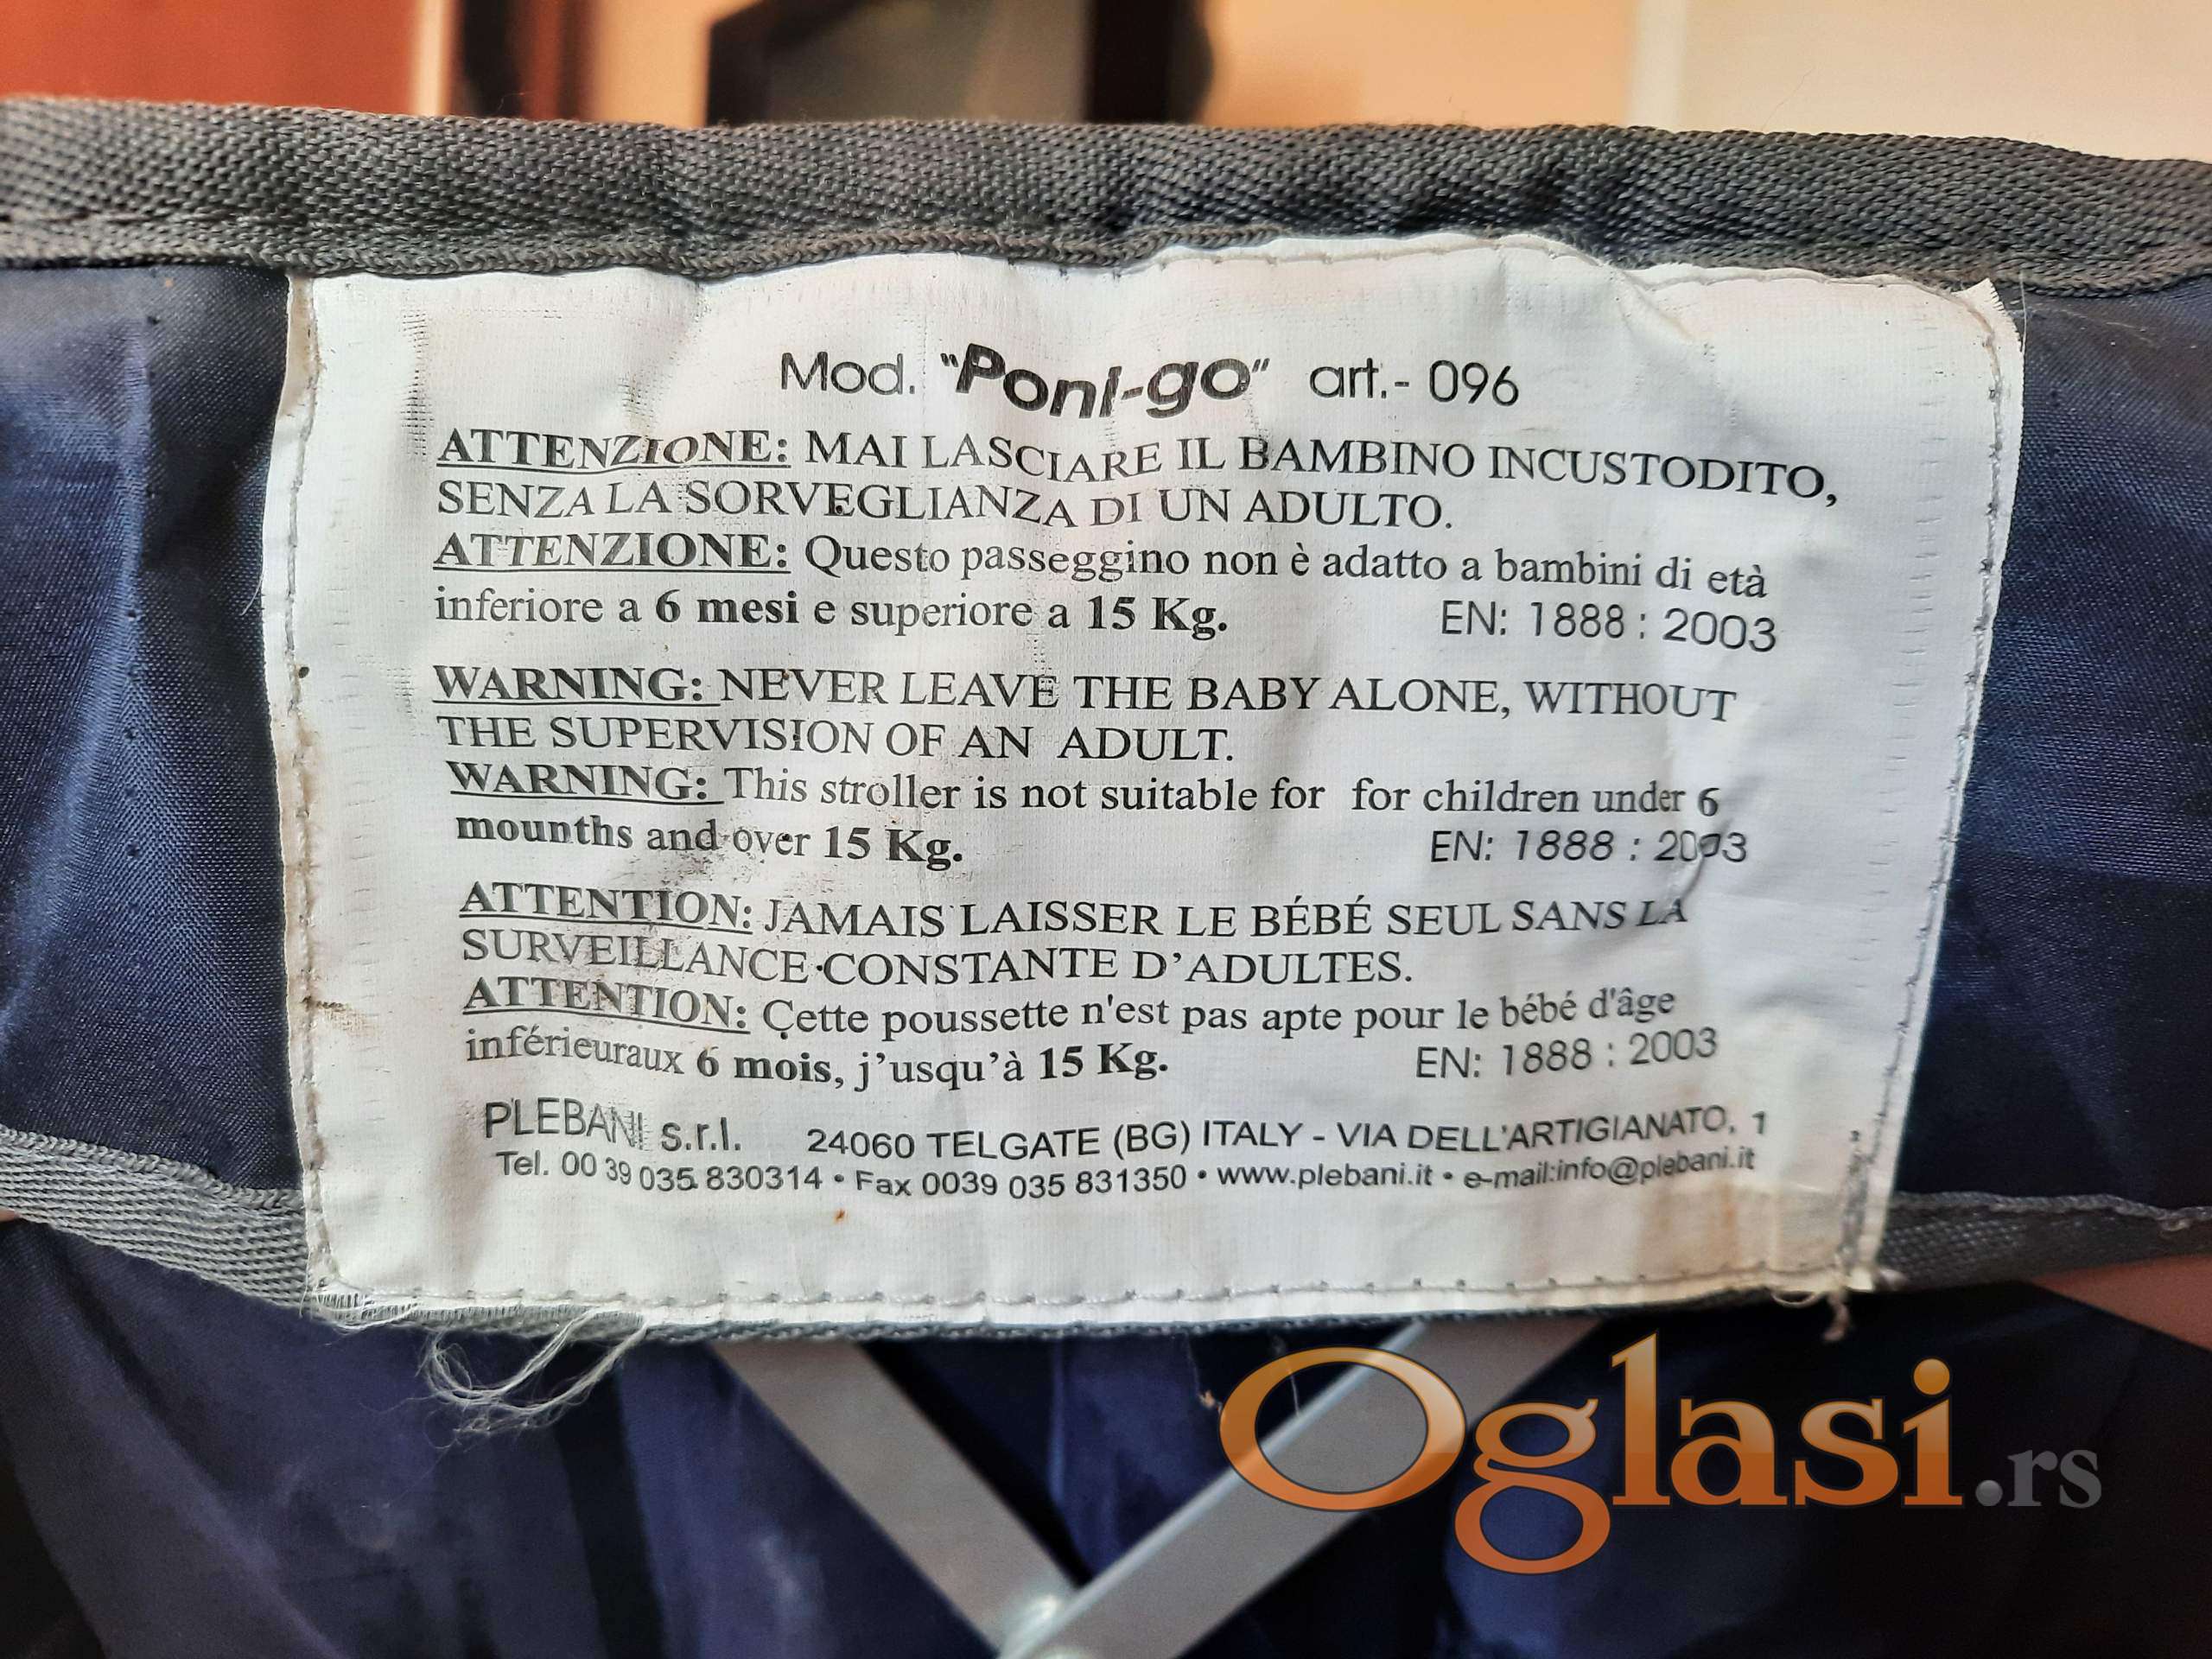 Mod. "Poni-go" art.- 096
ATTENZIONE: MAI LASCIARE IL BAMBINO INCUSTODITO,
SENZA LA SORVEGLIANZA DI UN ADULTO.
ATTENZIONE: Questo passeggino non è adatto a bambini di età
inferiore a 6 mesi e superiore a 15 Kg. EN: 1888 : 2003
WARNING: NEVER LEAVE THE BABY ALONE, WITHOUT
THE SUPERVISION OF AN ADULT.
WARNING: This stroller is not suitable for for children under 6
mounths and over 15 Kg. EN: 1888 : 2003
ATTENTION: JAMAIS LAISSER LE BÉBÉ SEUL SANS LA
SURVEILLANCE CONSTANTE D'ADULTES.
ATTENTION: Cette poussette n'est pas apte pour le bébé d'âge
inférieuraux 6 mois, j'usqu'à 15 Kg. EN: 1888 : 2003
PLEBANI s.r.l. 24060 TELGATE (BG) ITALY - VIA DELL'ARTIGIANATO, 1
Tel. 00 39 035 830314 • Fax 0039 035 831350 • www.plebani.it • e-mail:info@plebani.it
Oglasi.rs